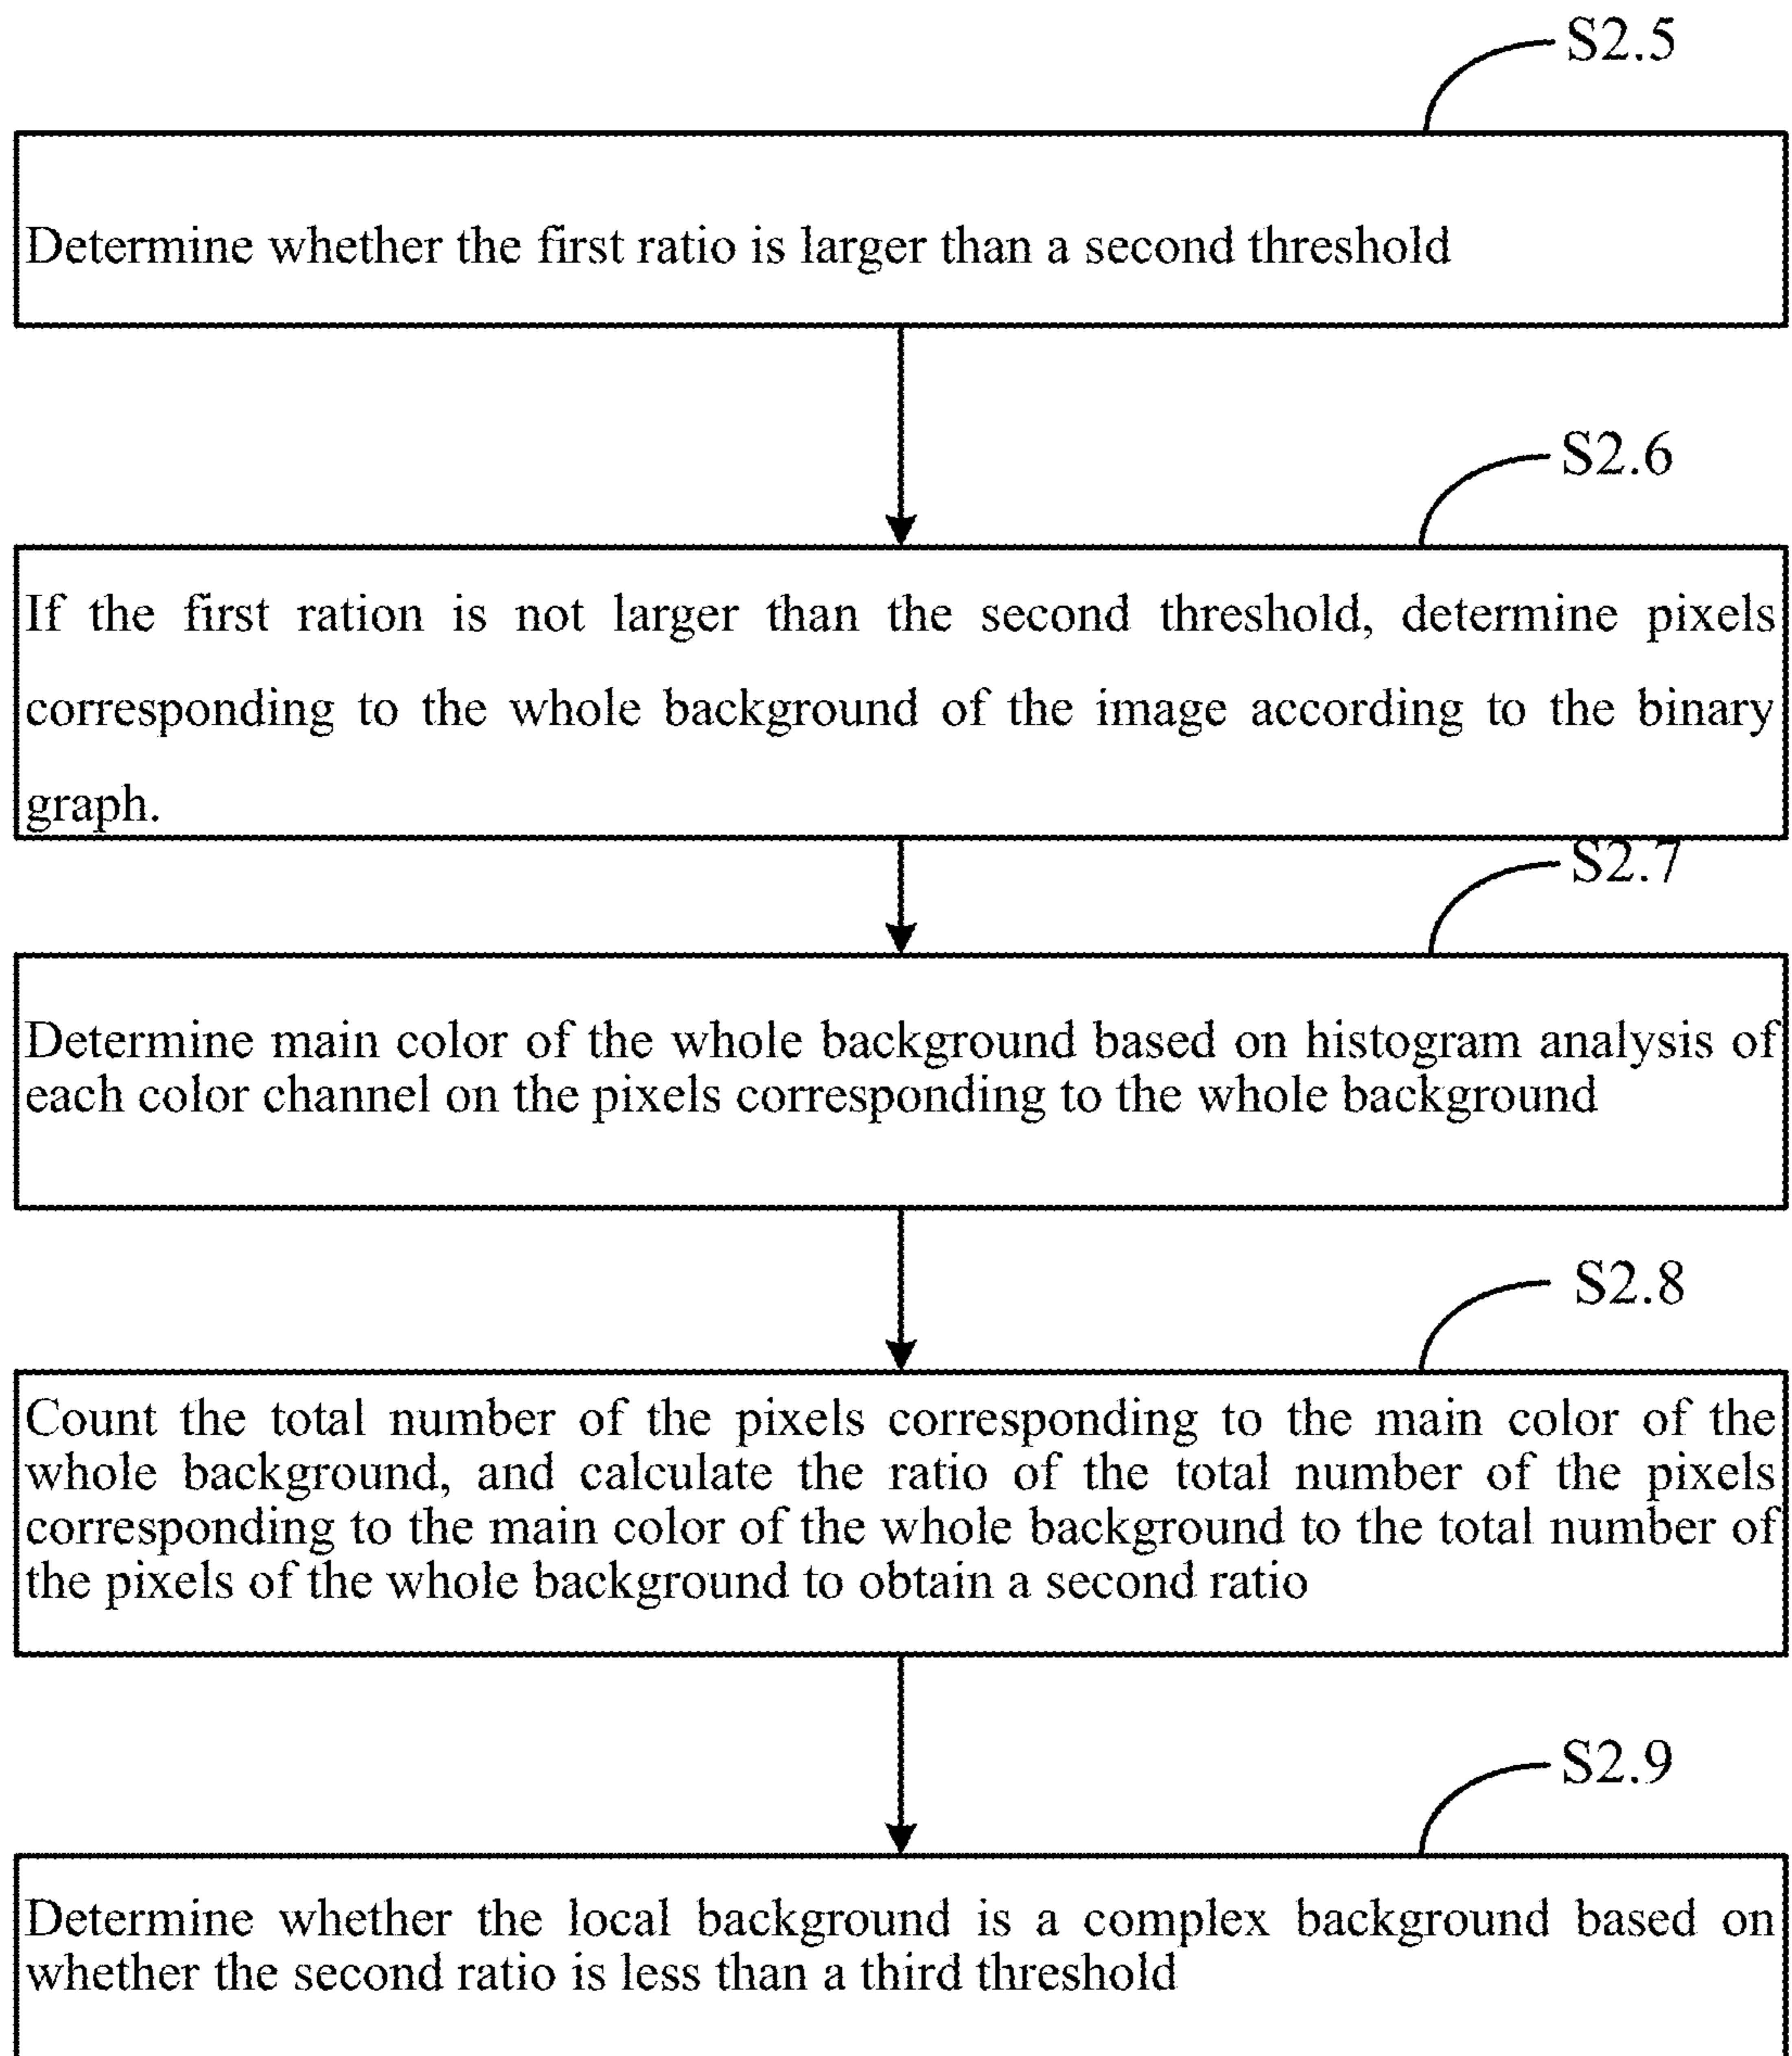 S2.5
Determine whether the first ratio is larger than a second threshold
S2.6
If the first ration is not larger than the second threshold, determine pixels
corresponding to the whole background of the image according to the binary
graph.
S2.7
Determine main color of the whole background based on histogram analysis of
each color channel on the pixels corresponding to the whole background
S2.8
Count the total number of the pixels corresponding to the main color of the
whole background, and calculate the ratio of the total number of the pixels
corresponding to the main color of the whole background to the total number of
the pixels of the whole background to obtain a second ratio
S2.9
Determine whether the local background is a complex background based on
whether the second ratio is less than a third threshold